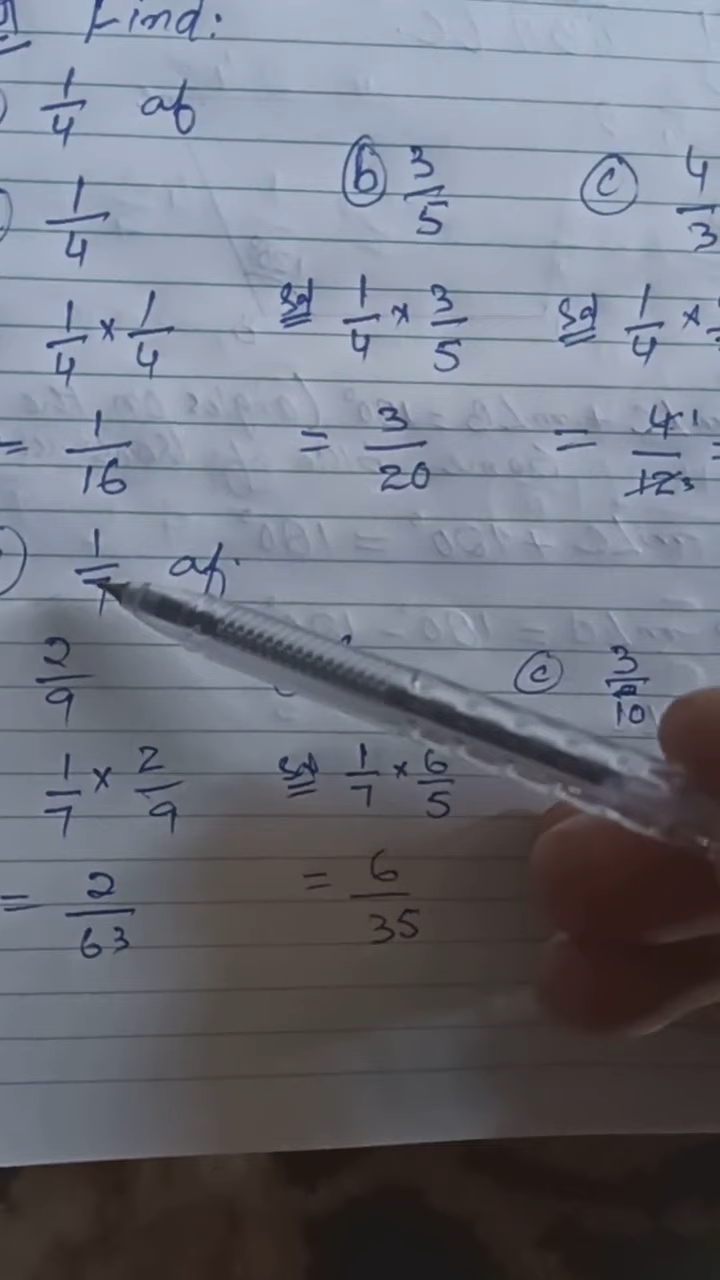 Find:
1/4 of
(b) 3/5 (c) 4/3
1/4
1/4 × 1/4 Sol 1/4 × 3/5 Sol 1/4 ×
= 1/16 = 3/20 = 4 1/12 3 =
1/7 of
2/9 (c) 3/10
1/7 × 2/9 Sol 1/7 × 6/5
= 2/63 = 6/35